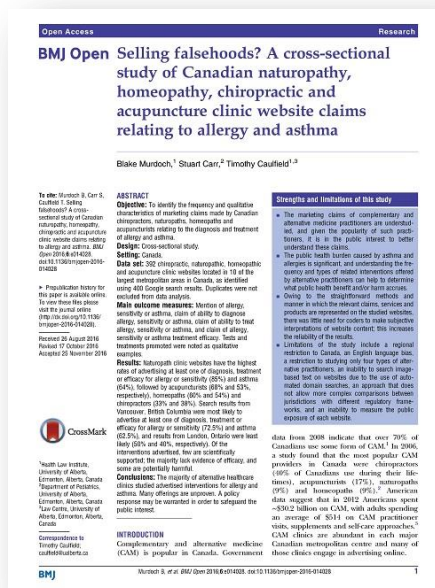 Open Access
Research
BMJ Open Selling falsehoods? A cross-sectional
study of Canadian naturopathy,
homeopathy, chiropractic and
acupuncture clinic website claims
relating to allergy and asthma
Blake Murdoch,1 Stuart Carr,2 Timothy Caulfield1,3
To cite: Murdoch B, Carr S,
Caulfield T. Selling
falsehoods? A cross-
sectional study of Canadian
naturopathy, homeopathy,
chiropractic and acupuncture
clinic website claims relating
to allergy and asthma. BMJ
Open 2016;6:e014028.
doi:10.1136/bmjopen-2016-
014028
► Prepublication history for
this paper is available online.
To view these files please
visit the journal online
(http://dx.doi.org/10.1136/
bmjopen-2016-014028).
Received 26 August 2016
Revised 17 October 2016
Accepted 25 November 2016
CrossMark
1Health Law Institute,
University of Alberta,
Edmonton, Alberta, Canada
2Department of Pediatrics,
University of Alberta,
Edmonton, Alberta, Canada
3Law Centre, University of
Alberta, Edmonton, Alberta,
Canada
Correspondence to
Timothy Caulfield;
caulfield@ualberta.ca
ABSTRACT
Objective: To identify the frequency and qualitative
characteristics of marketing claims made by Canadian
chiropractors, naturopaths, homeopaths and
acupuncturists relating to the diagnosis and treatment
of allergy and asthma.
Design: Cross-sectional study.
Setting: Canada.
Data set: 392 chiropractic, naturopathic, homeopathic
and acupuncture clinic websites located in 10 of the
largest metropolitan areas in Canada, as identified
using 400 Google search results. Duplicates were not
excluded from data analysis.
Main outcome measures: Mention of allergy,
sensitivity or asthma, claim of ability to diagnose
allergy, sensitivity or asthma, claim of ability to treat
allergy, sensitivity or asthma, and claim of allergy,
sensitivity or asthma treatment efficacy. Tests and
treatments promoted were noted as qualitative
examples.
Results: Naturopath clinic websites have the highest
rates of advertising at least one of diagnosis, treatment
or efficacy for allergy or sensitivity (85%) and asthma
(64%), followed by acupuncturists (68% and 53%,
respectively), homeopaths (60% and 54%) and
chiropractors (33% and 38%). Search results from
Vancouver, British Columbia were most likely to
advertise at least one of diagnosis, treatment or
efficacy for allergy or sensitivity (72.5%) and asthma
(62.5%), and results from London, Ontario were least
likely (50% and 40%, respectively). Of the
interventions advertised, few are scientifically
supported; the majority lack evidence of efficacy, and
some are potentially harmful.
Conclusions: The majority of alternative healthcare
clinics studied advertised interventions for allergy and
asthma. Many offerings are unproven. A policy
response may be warranted in order to safeguard the
public interest.
INTRODUCTION
Complementary and alternative medicine
(CAM) is popular in Canada. Government
Strengths and limitations of this study
▪ The marketing claims of complementary and
alternative medicine practitioners are understud-
ied, and given the popularity of such practi-
tioners, it is in the public interest to better
understand these claims.
▪ The public health burden caused by asthma and
allergies is significant, and understanding the fre-
quency and types of related interventions offered
by alternative practitioners can help to determine
what public health benefit and/or harm accrues.
▪ Owing to the straightforward methods and
manner in which the relevant claims, services and
products are represented on the studied websites,
there was little need for coders to make subjective
interpretations of website content; this increases
the reliability of the results.
▪ Limitations of the study include a regional
restriction to Canada, an English language bias,
a restriction to studying only four types of alter-
native practitioners, an inability to search image-
based text on websites due to the use of auto-
mated domain searches, an approach that does
not allow more complex comparisons between
jurisdictions with different regulatory frame-
works, and an inability to measure the public
exposure of each website.
data from 2008 indicate that over 70% of
Canadians use some form of CAM.1 In 2006,
a study found that the most popular CAM
providers in Canada were chiropractors
(40% of Canadians use during their life-
times), acupuncturists (17%), naturopaths
(9%) and homeopaths (9%).2 American
data suggest that in 2012 Americans spent
~$30.2 billion on CAM, with adults spending
an average of $514 on CAM practitioner
visits, supplements and self-care approaches.3
CAM clinics are abundant in each major
Canadian metropolitan centre and many of
those clinics engage in advertising online.
BMJ
Murdoch B, et al. BMJ Open 2016;6:e014028. doi:10.1136/bmjopen-2016-014028
1